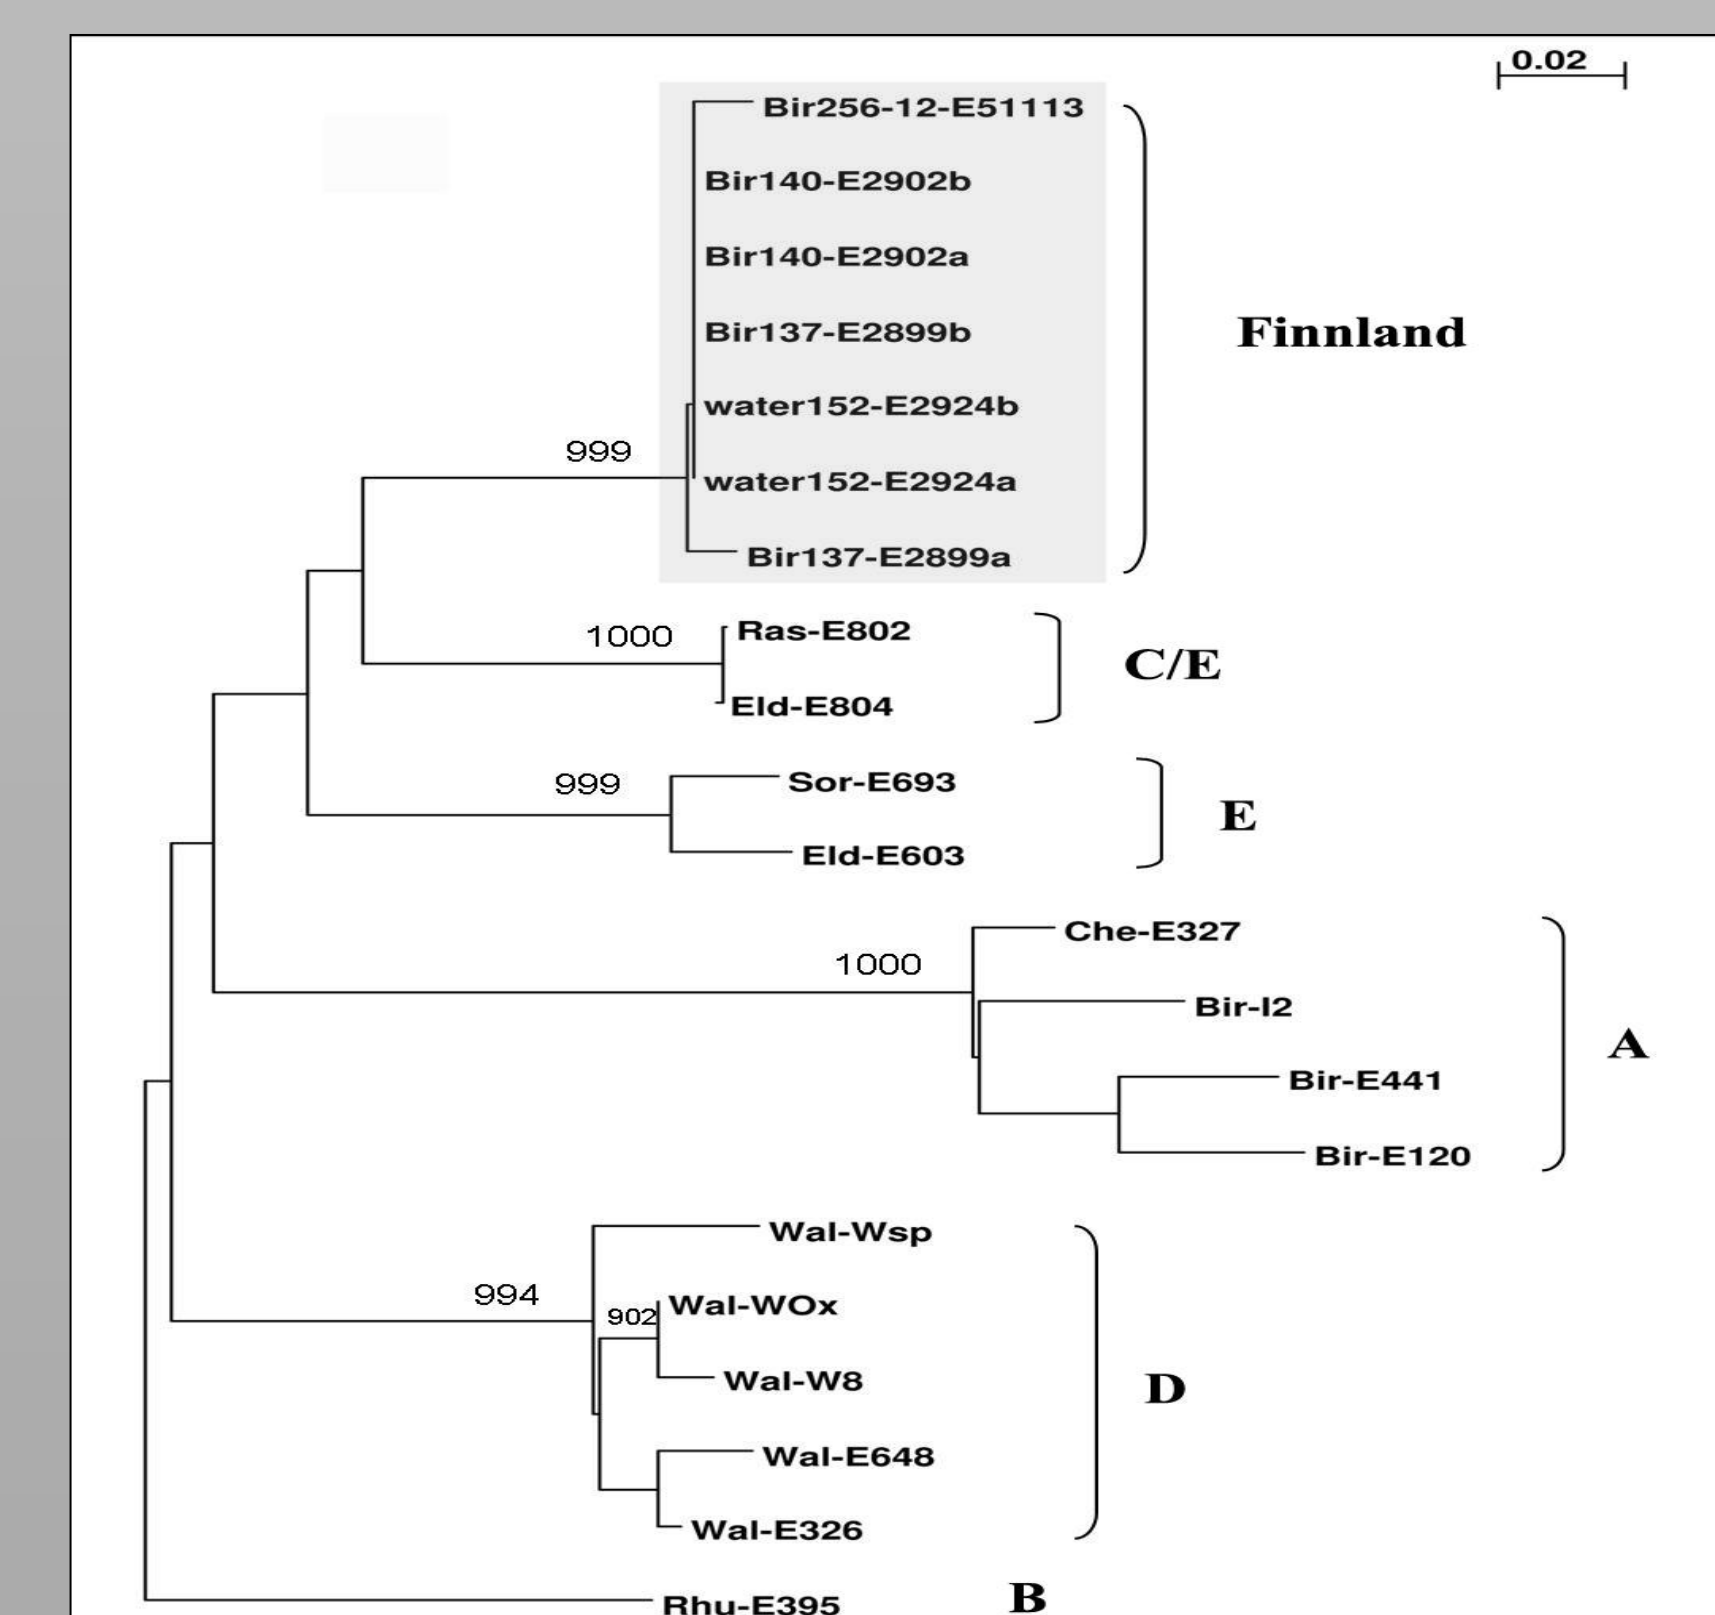 0.02
Bir256-12-E51113
Bir140-E2902b
Bir140-E2902a
Bir137-E2899b
Finnland
water152-E2924b
999
water152-E2924a
Bir137-E2899a
1000
Ras-E802
C/E
Eld-E804
999
Sor-E693
E
Eld-E603
Che-E327
1000
Bir-I2
A
Bir-E441
Bir-E120
Wal-Wsp
994
902
Wal-WOx
Wal-W8
D
Wal-E648
Wal-E326
B
Rhu-E395